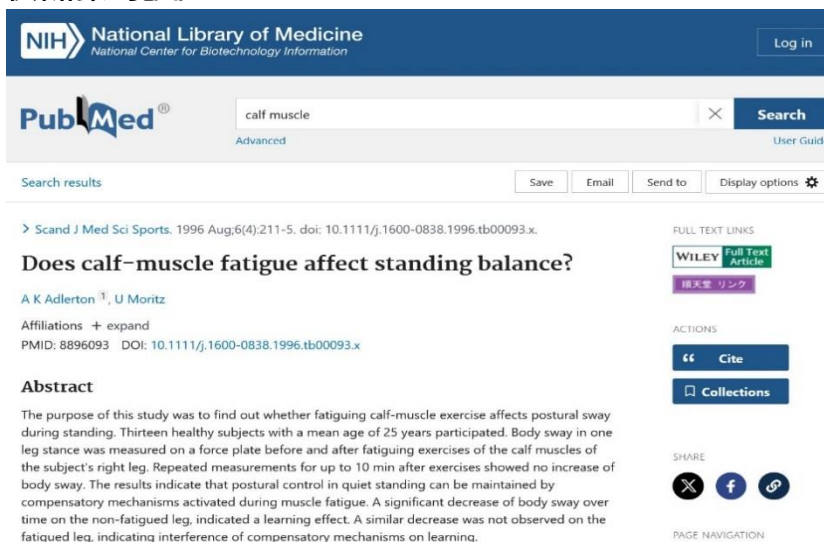 NIH National Library of Medicine
National Center for Biotechnology Information
Log in
PubMed®
calf muscle
Search
Advanced
User Guid
Search results
Save
Email
Send to
Display options
Scand J Med Sci Sports. 1996 Aug;6(4):211-5. doi: 10.1111/j.1600-0838.1996.tb00093.x.
Does calf-muscle fatigue affect standing balance?
A K Adlerton 1, U Moritz
Affiliations + expand
PMID: 8896093 DOI: 10.1111/j.1600-0838.1996.tb00093.x
Abstract
The purpose of this study was to find out whether fatiguing calf-muscle exercise affects postural sway
during standing. Thirteen healthy subjects with a mean age of 25 years participated. Body sway in one
leg stance was measured on a force plate before and after fatiguing exercises of the calf muscles of
the subject's right leg. Repeated measurements for up to 10 min after exercises showed no increase of
body sway. The results indicate that postural control in quiet standing can be maintained by
compensatory mechanisms activated during muscle fatigue. A significant decrease of body sway over
time on the non-fatigued leg, indicated a learning effect. A similar decrease was not observed on the
fatigued leg, indicating interference of compensatory mechanisms on learning.
FULL TEXT LINKS
WILEY Full Text
Article
順天堂 リンク
ACTIONS
Cite
Collections
SHARE
PAGE NAVIGATION